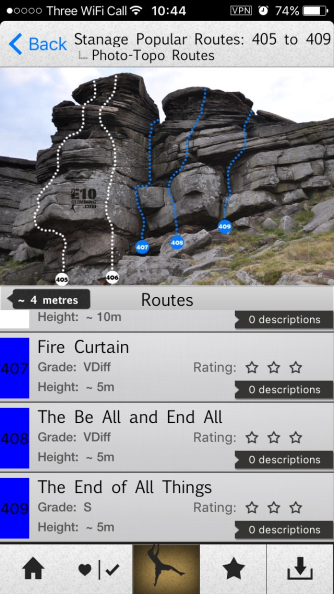 Three WiFi Call 10:44 VPN 74%
Back Stanage Popular Routes: 405 to 409
Photo-Topo Routes
E10
407
408
409
405
406
~ 4 metres Routes
Height: ~ 10m 0 descriptions
407 Fire Curtain
Grade: VDiff Rating:
Height: ~ 5m 0 descriptions
408 The Be All and End All
Grade: VDiff Rating:
Height: ~ 5m 0 descriptions
409 The End of All Things
Grade: S Rating:
Height: ~ 5m 0 descriptions